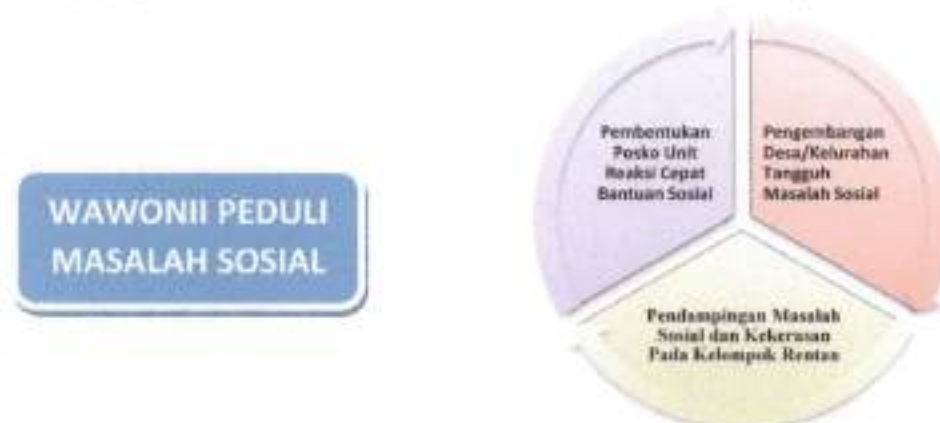 WAWONII PEDULI
MASALAH SOSIAL
Pembentukan
Posko Unit
Reaksi Cepat
Bantuan Sosial
Pengembangan
Desa/Kelurahan
Tangguh
Masalah Sosial
Pendampingan Masalah
Sosial dan Kekerasan
Pada Kelompok Rentan